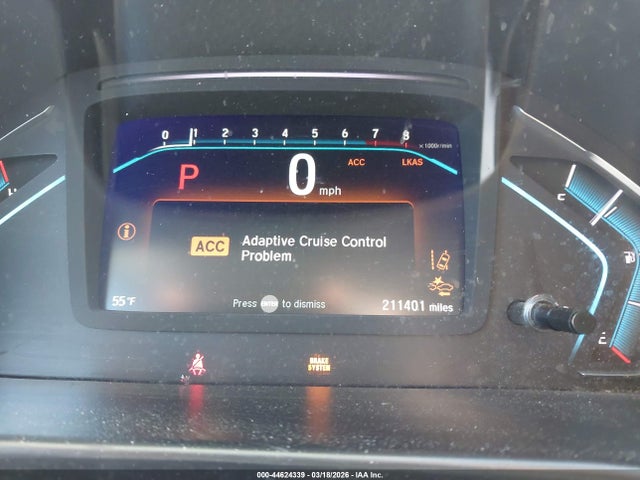 0 1 2 3 4 5 6 7 8 x1000r/min
P 0 mph ACC LKAS
ACC Adaptive Cruise Control
Problem
55°F Press ENTER to dismiss 211401 miles
BRAKE
SYSTEM
000-44624339 - 03/18/2026 - IAA Inc.